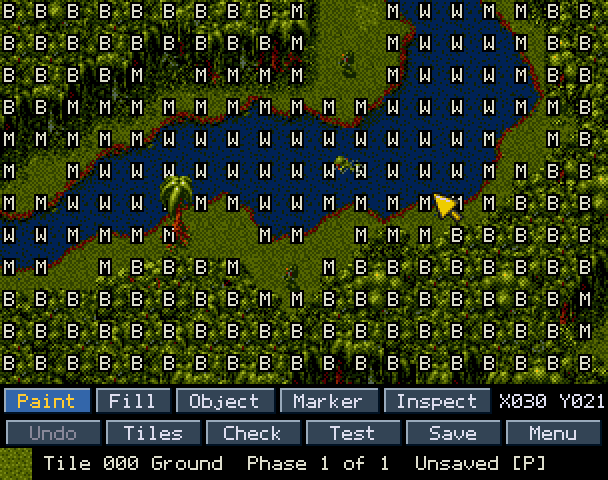 B B B B B B B B B M M W W M M B B
B B B B B B B B B M M W W W M B B
B B B B M M M M M M W W W M M B
B B M M M M M M M M M M W W W W M M B
M M M M M W W W W W W W W W W M M B
M M M W W W W W W W W W W W M M B B
M M W W W M M W W M W M M M M B B
W W M M M M M M M M M B B B B B
M M M B B B M M B B B B B B B B
B B B B B B B B M M B B B B B B B B M
B B B B B B B B B B B B B B B B B B M
B B B B B B B B B B B B B B B B B B B
Paint Fill Object Marker Inspect X030 Y021
Undo Tiles Check Test Save Menu
Tile 000 Ground Phase 1 of 1 Unsaved [P]